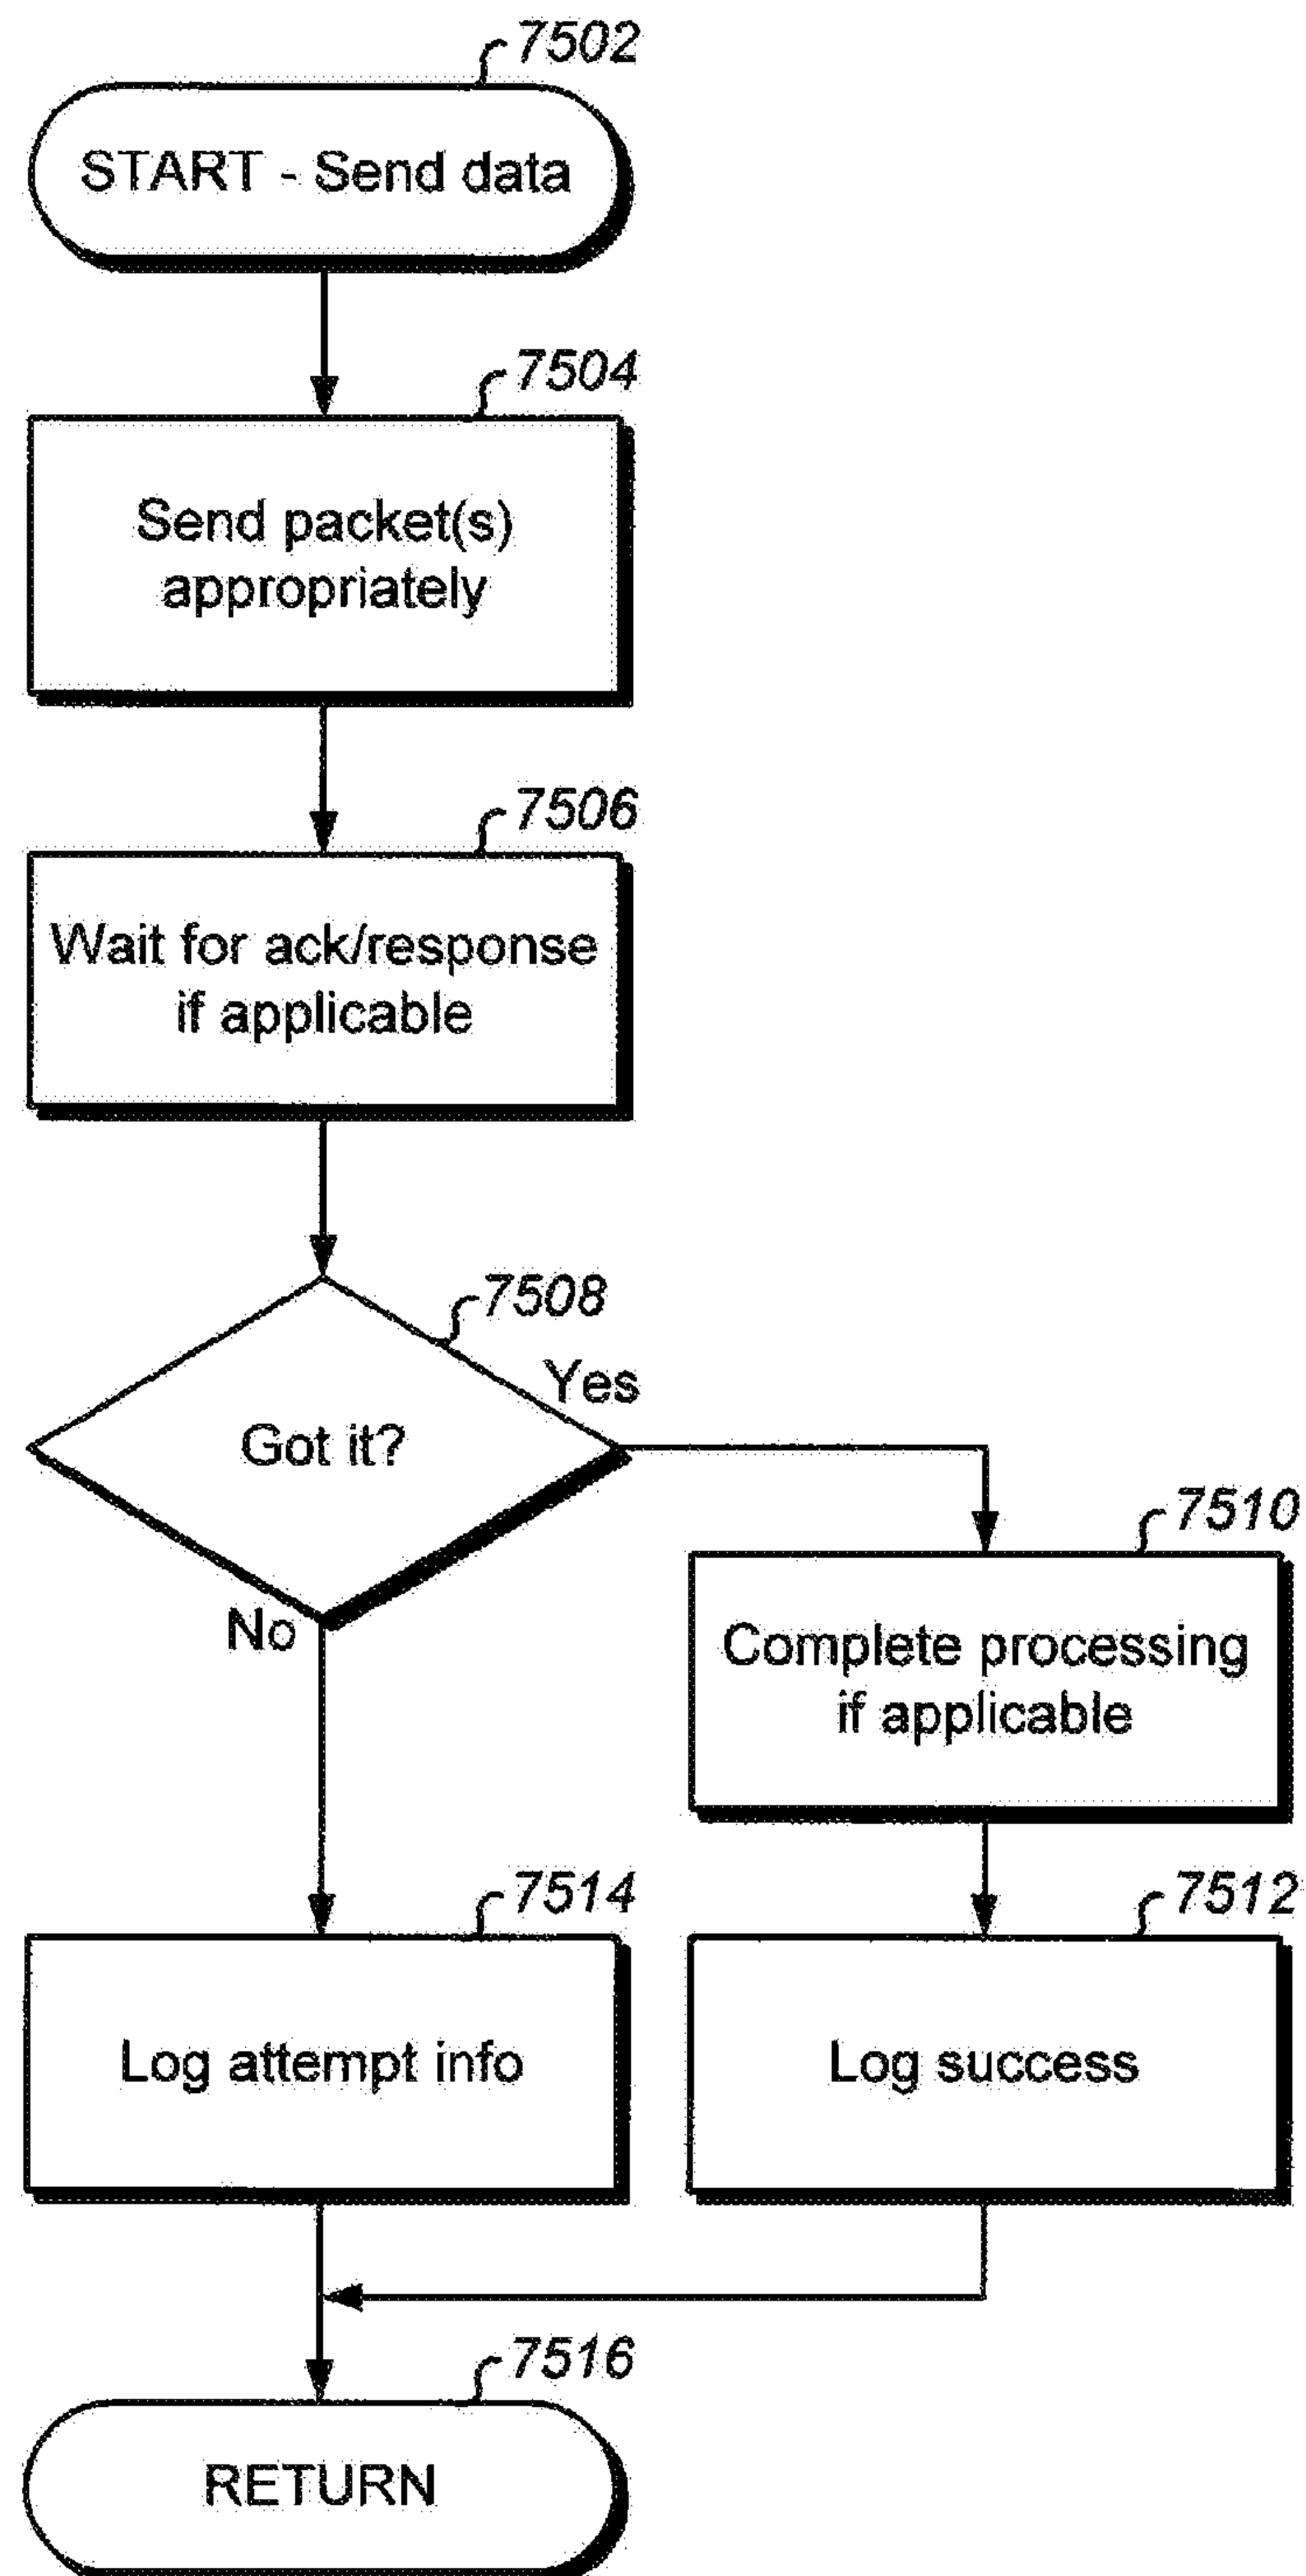 7502
START - Send data
7504
Send packet(s)
appropriately
7506
Wait for ack/response
if applicable
7508
Yes
Got it?
No
7510
Complete processing
if applicable
7514
Log attempt info
7512
Log success
7516
RETURN